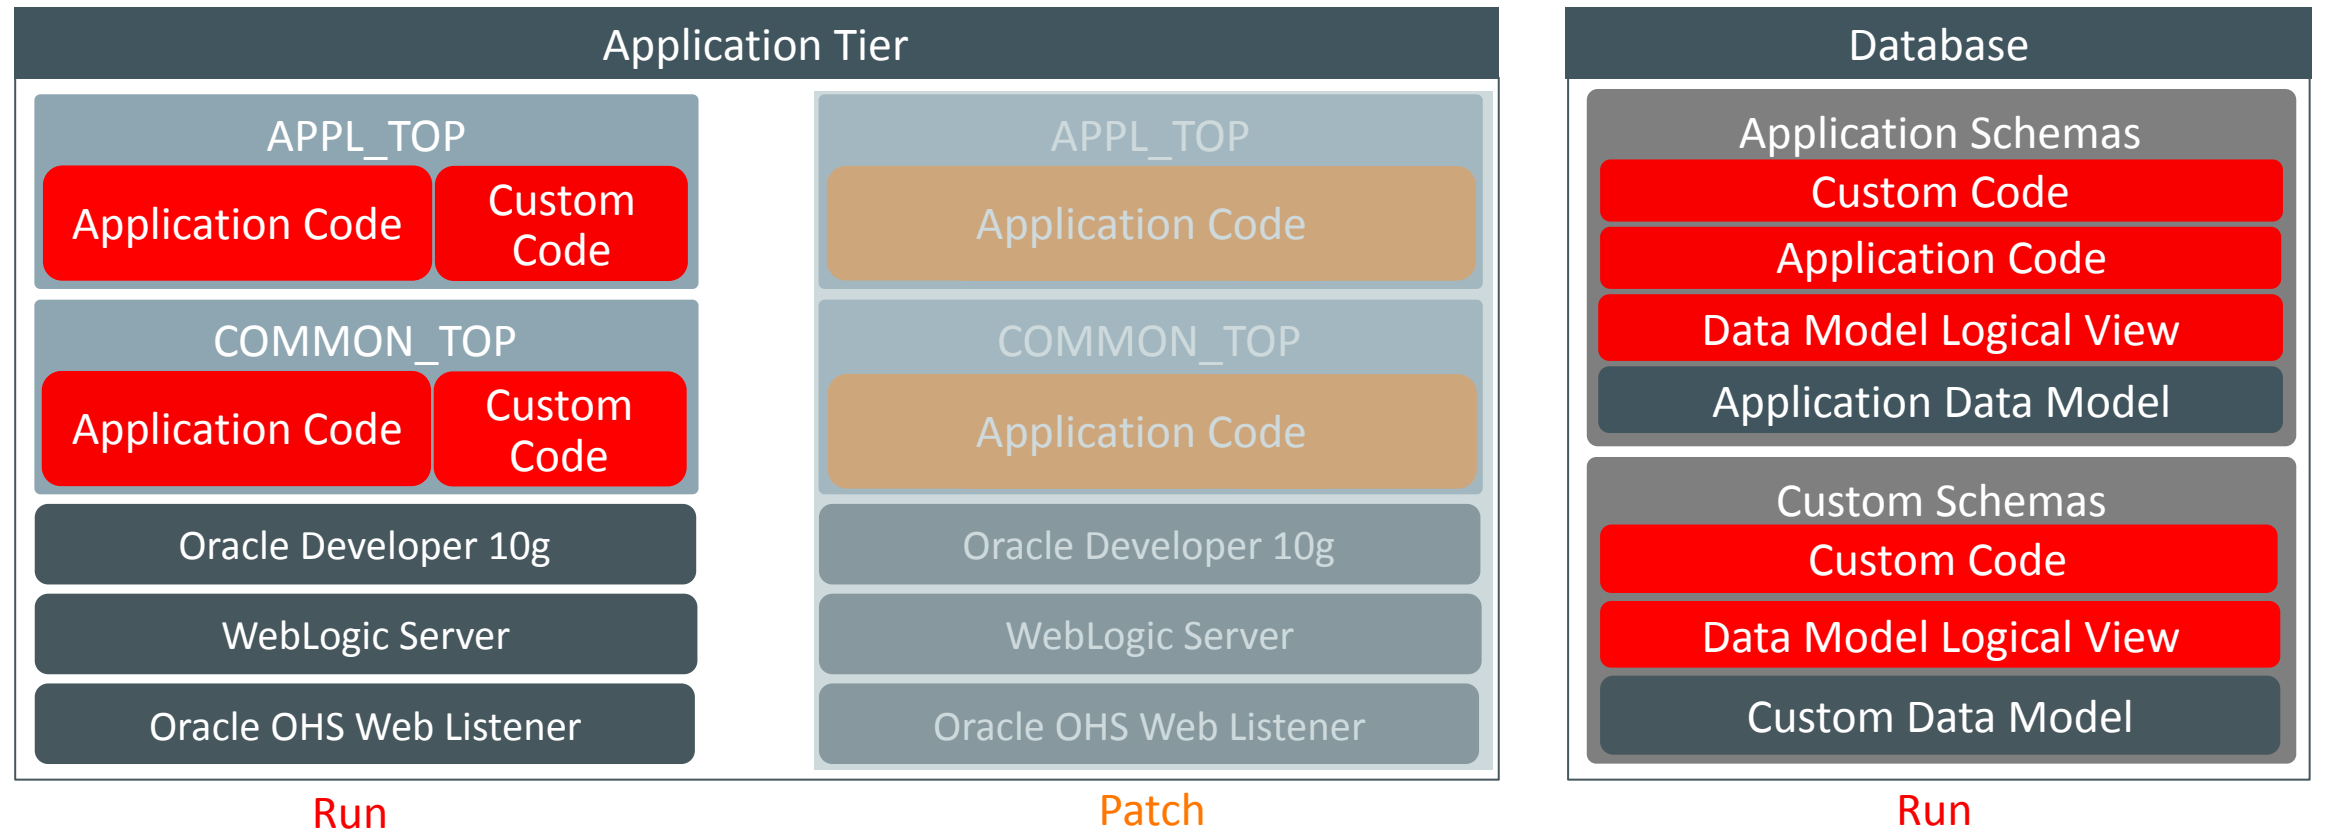 Application Tier
APPL_TOP
Application Code
Custom
Code
COMMON_TOP
Application Code
Custom
Code
Oracle Developer 10g
WebLogic Server
Oracle OHS Web Listener
Run
APPL_TOP
Application Code
COMMON_TOP
Application Code
Oracle Developer 10g
WebLogic Server
Oracle OHS Web Listener
Patch
Database
Application Schemas
Custom Code
Application Code
Data Model Logical View
Application Data Model
Custom Schemas
Custom Code
Data Model Logical View
Custom Data Model
Run